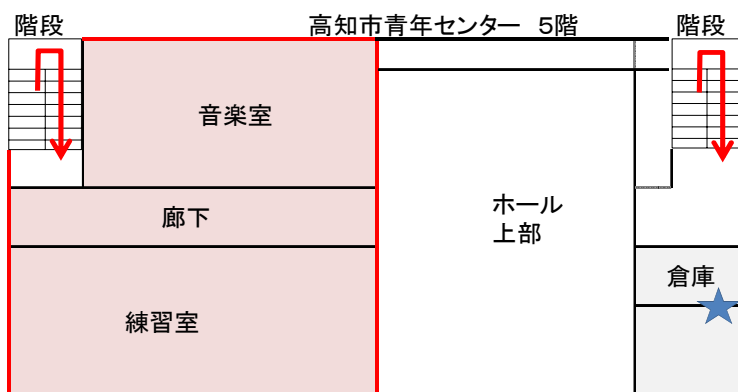 階段
高知市青年センター ５階
階段
音楽室
廊下
ホール
上部
倉庫
練習室